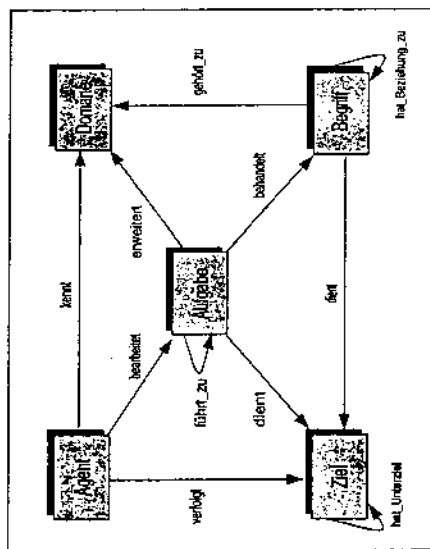 Ziel
verfolgt
Agent
hat_Unterziel
dient
führt_zu
bearbeitet
kennt
Aufgabe
dient
behandelt
erweitert
Begriff
gehört_zu
Domäne
hat_Beziehung_zu